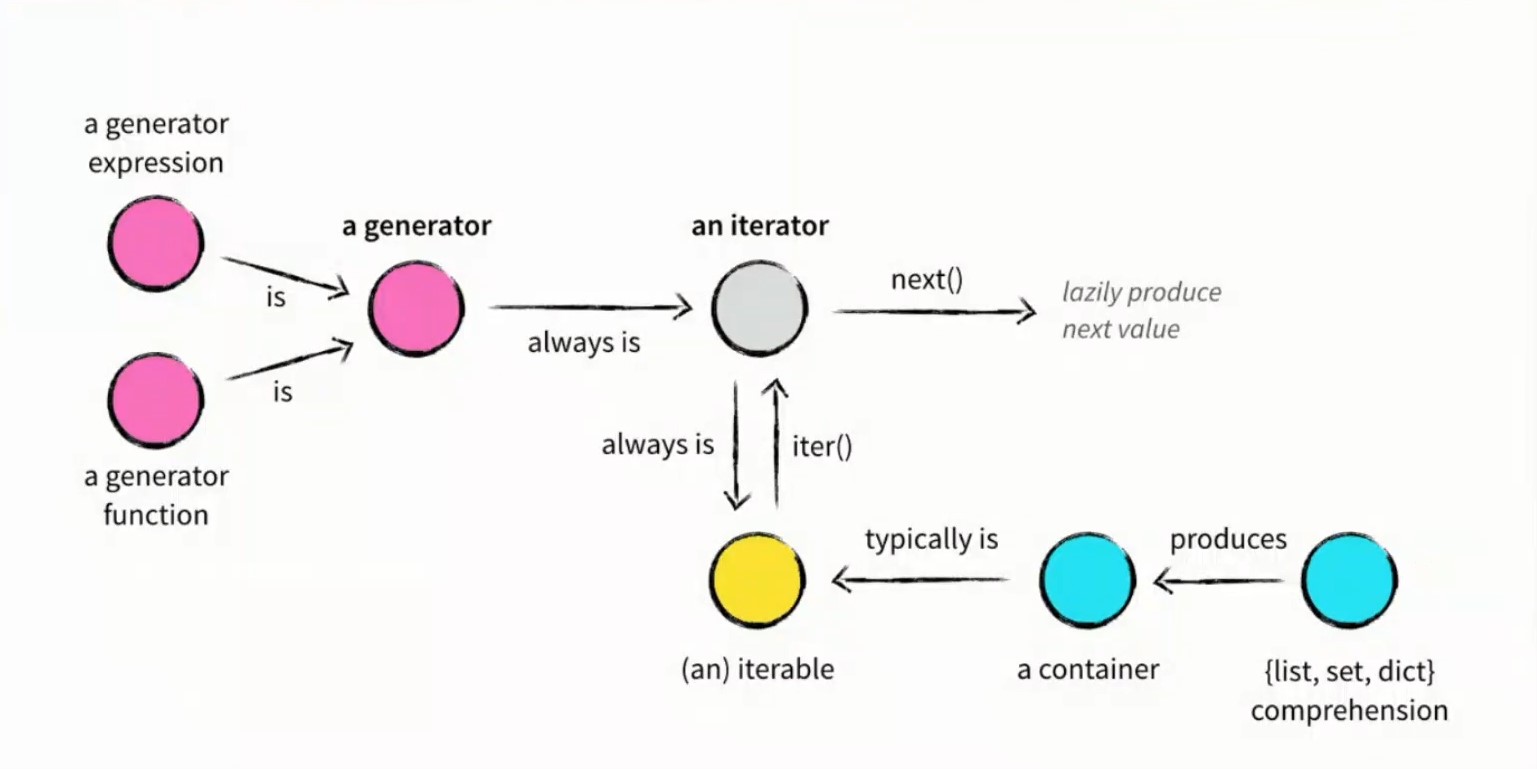 a generator
expression
a generator
an iterator
next()
lazily produce
next value
is
always is
is
always is
iter()
a generator
function
typically is
produces
(an) iterable
a container
{list, set, dict}
comprehension